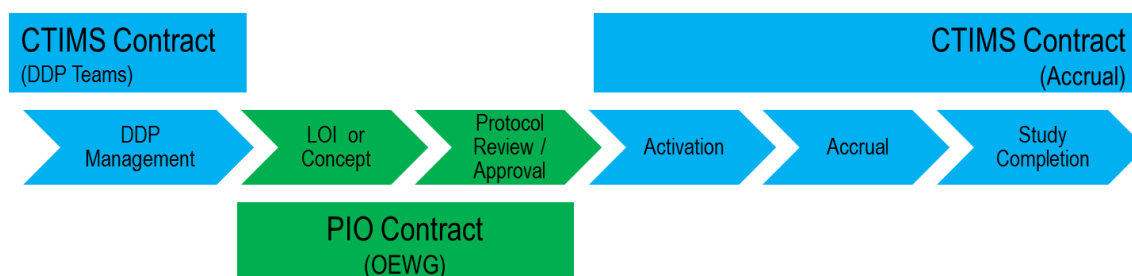 CTIMS Contract
(DDP Teams)
CTIMS Contract
(Accrual)
DDP
Management
LOI or
Concept
Protocol
Review /
Approval
Activation
Accrual
Study
Completion
PIO Contract
(OEWG)